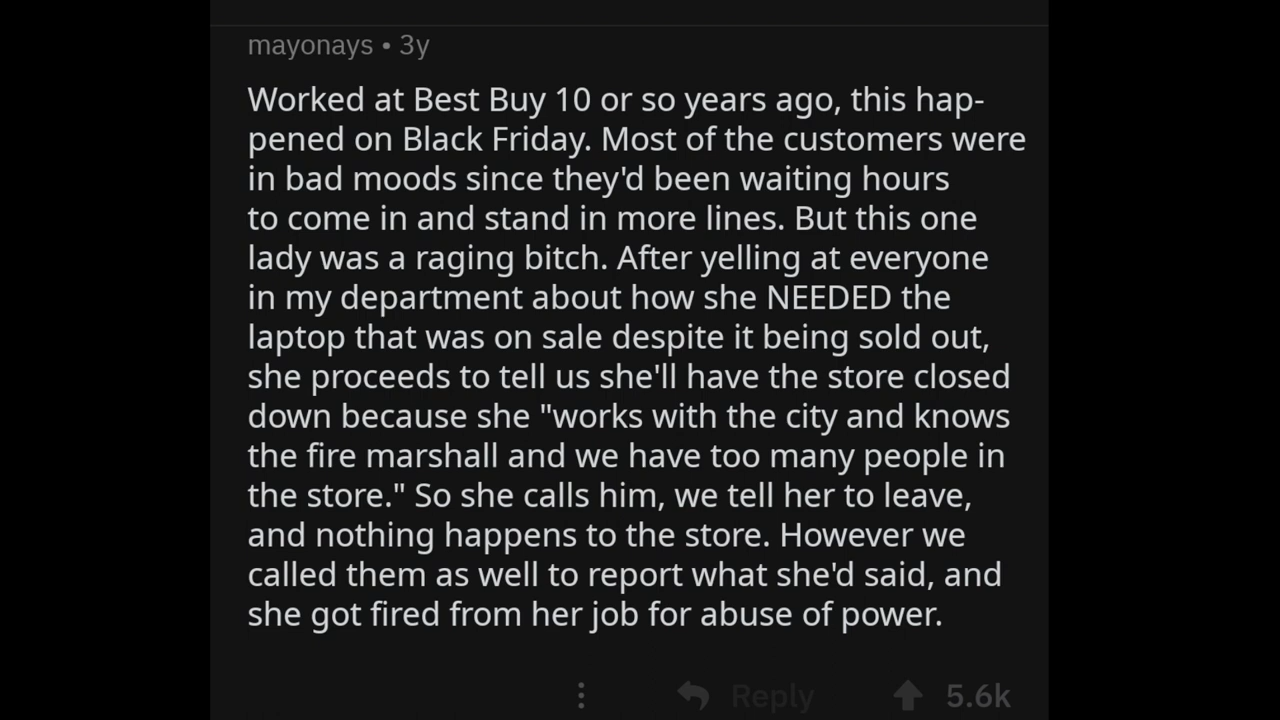 mayonays • 3y
Worked at Best Buy 10 or so years ago, this hap-
pened on Black Friday. Most of the customers were
in bad moods since they'd been waiting hours
to come in and stand in more lines. But this one
lady was a raging bitch. After yelling at everyone
in my department about how she NEEDED the
laptop that was on sale despite it being sold out,
she proceeds to tell us she'll have the store closed
down because she "works with the city and knows
the fire marshall and we have too many people in
the store." So she calls him, we tell her to leave,
and nothing happens to the store. However we
called them as well to report what she'd said, and
she got fired from her job for abuse of power.
Reply 5.6k